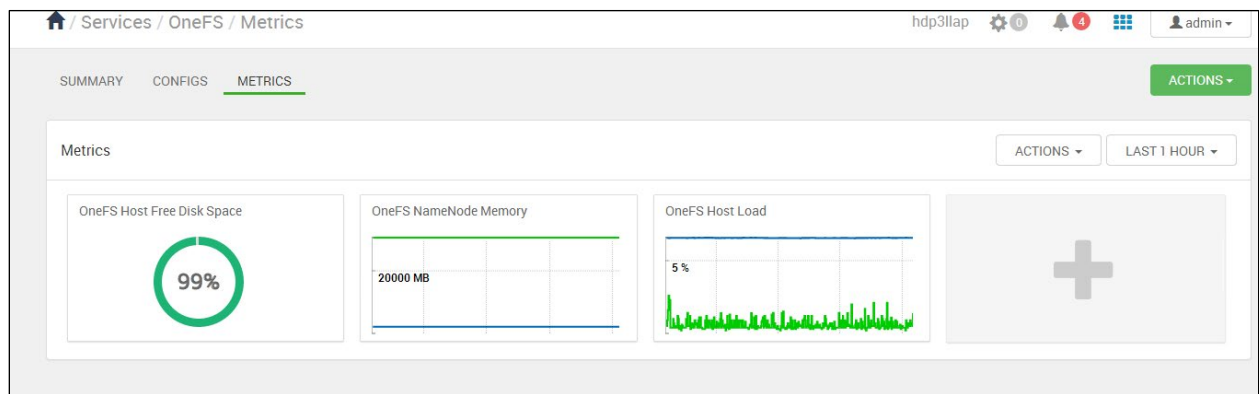 / Services / OneFS / Metrics
hdp3llap 0 4 admin
SUMMARY CONFIGS METRICS
ACTIONS
Metrics
ACTIONS LAST 1 HOUR
OneFS Host Free Disk Space
99%
OneFS NameNode Memory
20000 MB
OneFS Host Load
5 %